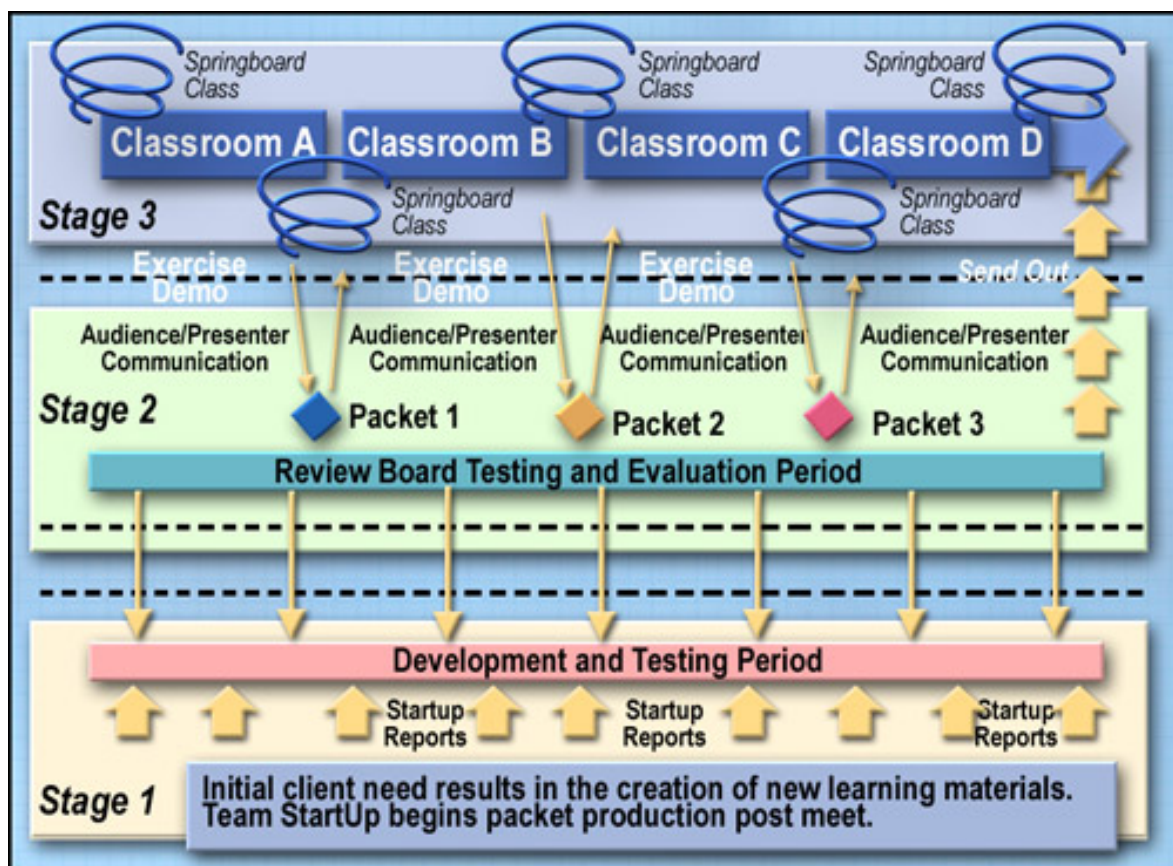 Springboard
Class
Springboard
Class
Springboard
Class
Classroom A
Classroom B
Classroom C
Classroom D
Springboard
Class
Springboard
Class
Stage 3
Exercise
Demo
Exercise
Demo
Exercise
Demo
Send Out
Audience/Presenter
Communication
Audience/Presenter
Communication
Audience/Presenter
Communication
Audience/Presenter
Communication
Stage 2
Packet 1
Packet 2
Packet 3
Review Board Testing and Evaluation Period
Development and Testing Period
Startup
Reports
Startup
Reports
Startup
Reports
Stage 1
Initial client need results in the creation of new learning materials.
Team StartUp begins packet production post meet.